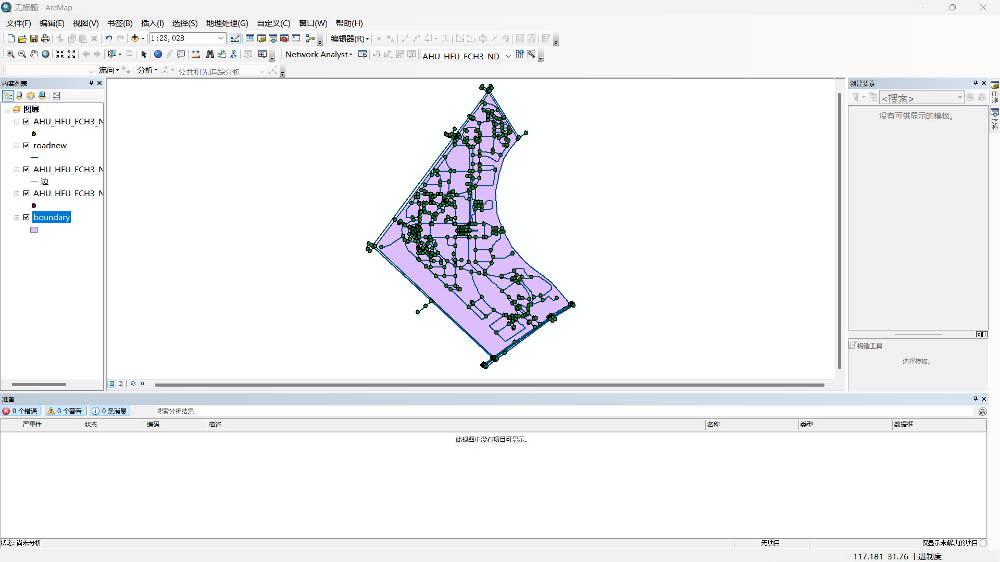 无标题 - ArcMap
文件(F) 编辑(E) 视图(V) 书签(B) 插入(I) 选择(S) 地理处理(G) 自定义(C) 窗口(W) 帮助(H)
1:23,028
编辑器(R)
Network Analyst
AHU_HFU_FCH3_ND
流向
分析
公共祖先追踪分析
内容列表
图层
AHU_HFU_FCH3_N
roadnew
AHU_HFU_FCH3_N
边
AHU_HFU_FCH3_N
boundary
创建要素
<搜索>
没有可供显示的模板。
构造工具
选择模板。
目录
搜索
准备
0 个错误
0 个警告
0 条消息
搜索分析结果
严重性 状态 编码 描述 名称 类型 数据框
此视图中没有项目可显示。
状态: 尚未分析
无项目
仅显示未解决的项目
117.181 31.76 十进制度